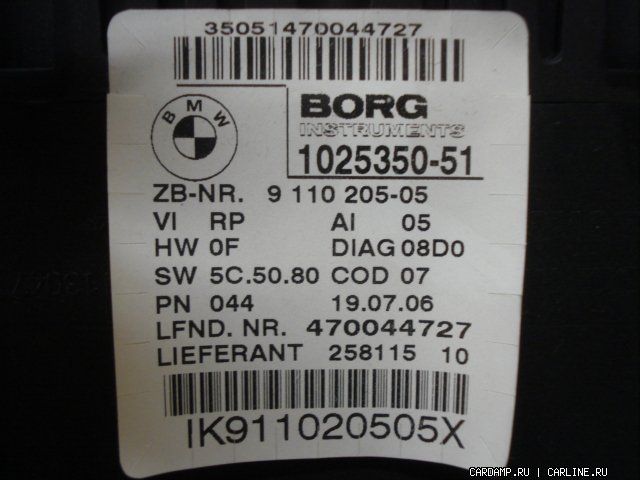 35051470044727
BMW
BORG
INSTRUMENTS
1025350-51
ZB-NR. 9 110 205-05
VI RP AI 05
HW 0F DIAG 08D0
SW 5C.50.80 COD 07
PN 044 19.07.06
LFND. NR. 470044727
LIEFERANT 258115 10
IK911020505X
CARDAMP.RU | CARLINE.RU